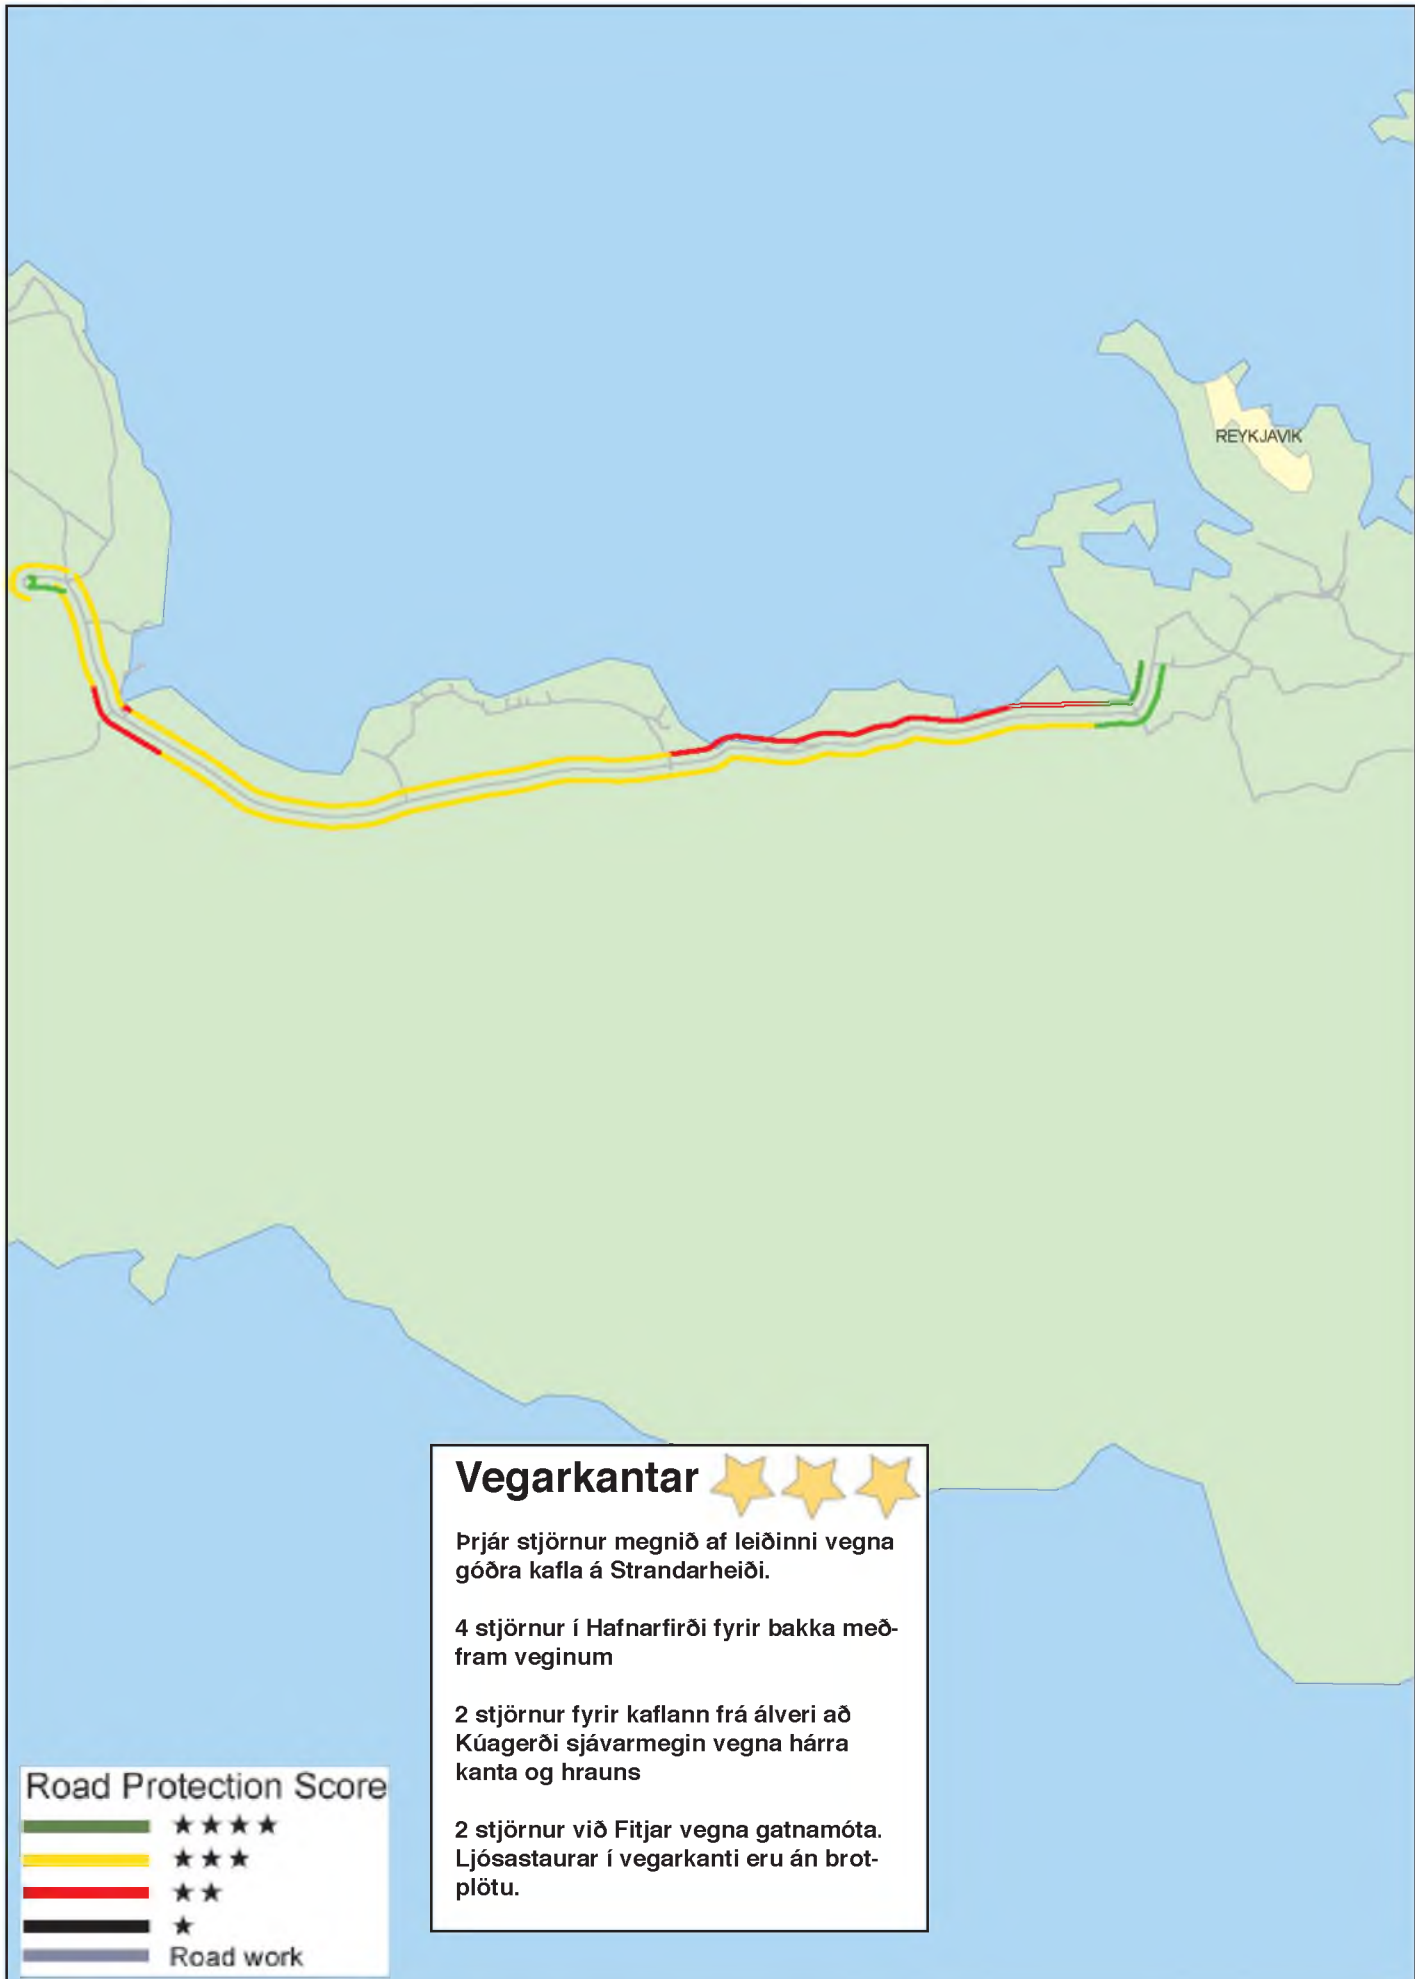 REYKJAVIK
Vegarkantar
Þrjár stjörnur megnið af leiðinni vegna
góðra kafla á Strandarheiði.
4 stjörnur í Hafnarfirði fyrir bakka með-
fram veginum
2 stjörnur fyrir kaflann frá álveri að
Kúagerði sjávarmegin vegna hárra
kanta og hrauns
2 stjörnur við Fitjar vegna gatnamóta.
Ljósastaurar í vegarkanti eru án brot-
plötu.
Road Protection Score
★★★★
★★★
★★
★
Road work